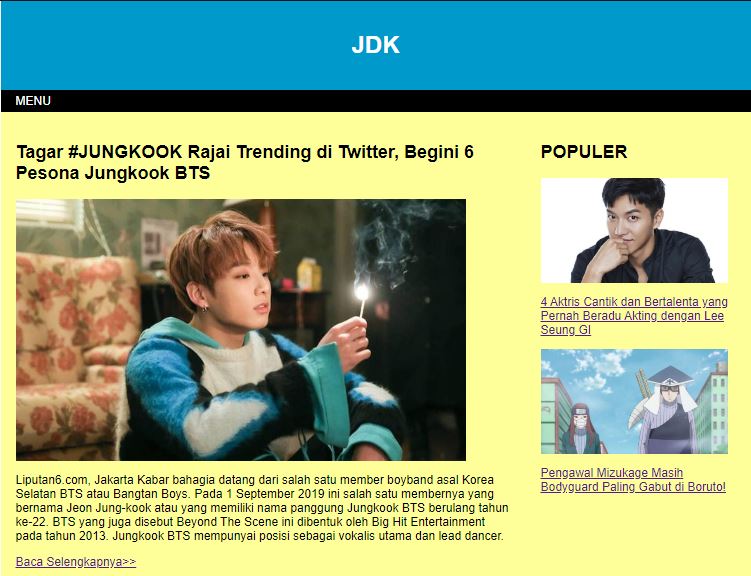 JDK
MENU
Tagar #JUNGKOOK Rajai Trending di Twitter, Begini 6
Pesona Jungkook BTS
Liputan6.com, Jakarta Kabar bahagia datang dari salah satu member boyband asal Korea
Selatan BTS atau Bangtan Boys. Pada 1 September 2019 ini salah satu membernya yang
bernama Jeon Jung-kook atau yang memiliki nama panggung Jungkook BTS berulang tahun
ke-22. BTS yang juga disebut Beyond The Scene ini dibentuk oleh Big Hit Entertainment
pada tahun 2013. Jungkook BTS mempunyai posisi sebagai vokalis utama dan lead dancer.
Baca Selengkapnya>>
POPULER
4 Aktris Cantik dan Bertalenta yang
Pernah Beradu Akting dengan Lee
Seung GI
Pengawal Mizukage Masih
Bodyguard Paling Gabut di Boruto!